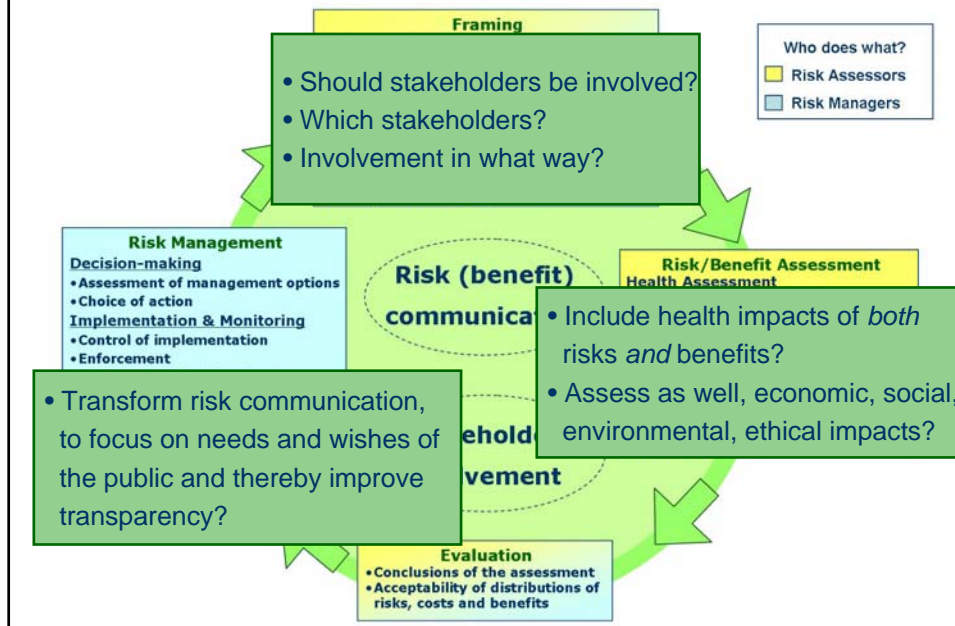 Framing
• Should stakeholders be involved?
• Which stakeholders?
• Involvement in what way?
Who does what?
Risk Assessors
Risk Managers
Risk Management
Decision-making
•Assessment of management options
•Choice of action
Implementation & Monitoring
•Control of implementation
•Enforcement
Risk (benefit)
Risk/Benefit Assessment
Health Assessment
• Include health impacts of both
risks and benefits?
• Assess as well, economic, social,
environmental, ethical impacts?
• Transform risk communication,
to focus on needs and wishes of
the public and thereby improve
transparency?
Evaluation
•Conclusions of the assessment
•Acceptability of distributions of
risks, costs and benefits